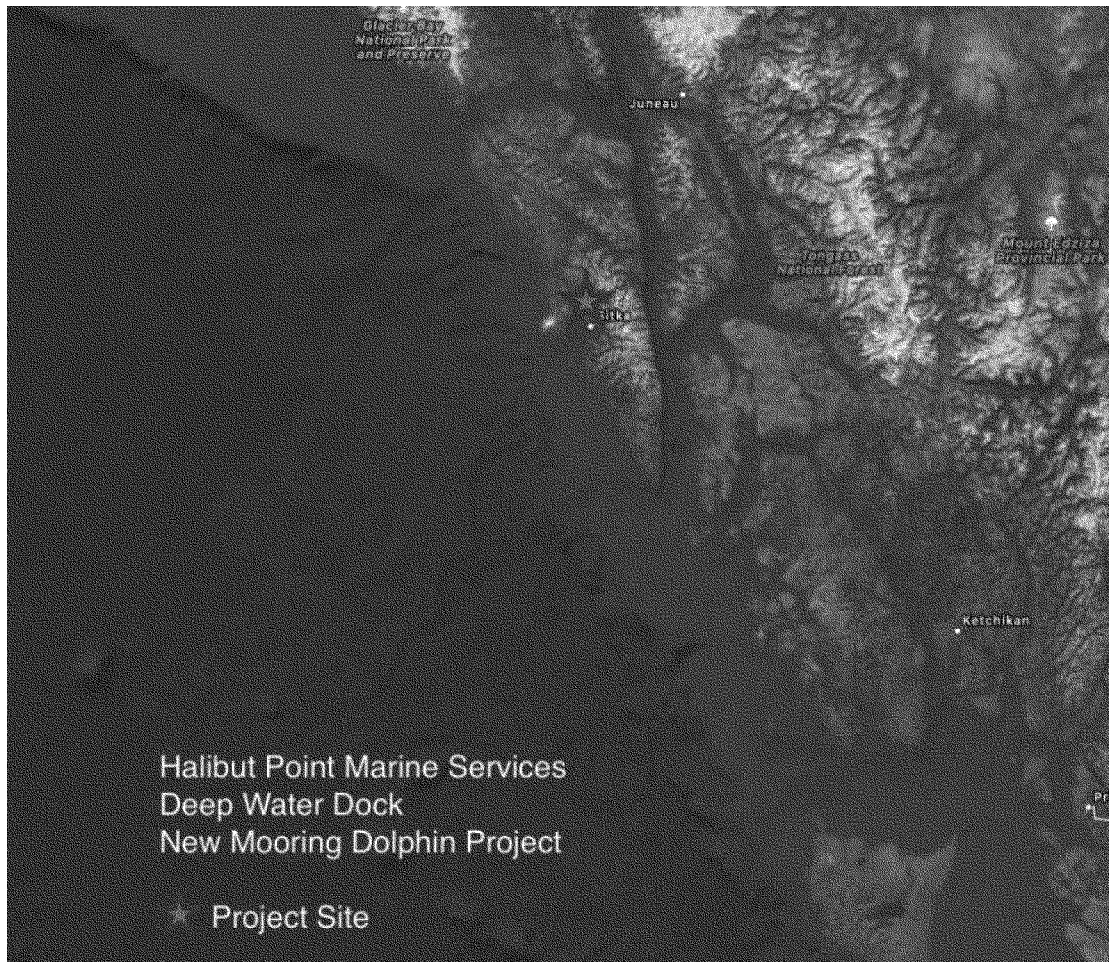 Glacier Bay
National Park
and Preserve
Juneau
Mount Edziza
Provincial Park
Tongass
National Forest
Sitka
Ketchikan
Halibut Point Marine Services
Deep Water Dock
New Mooring Dolphin Project
Pr
Project Site